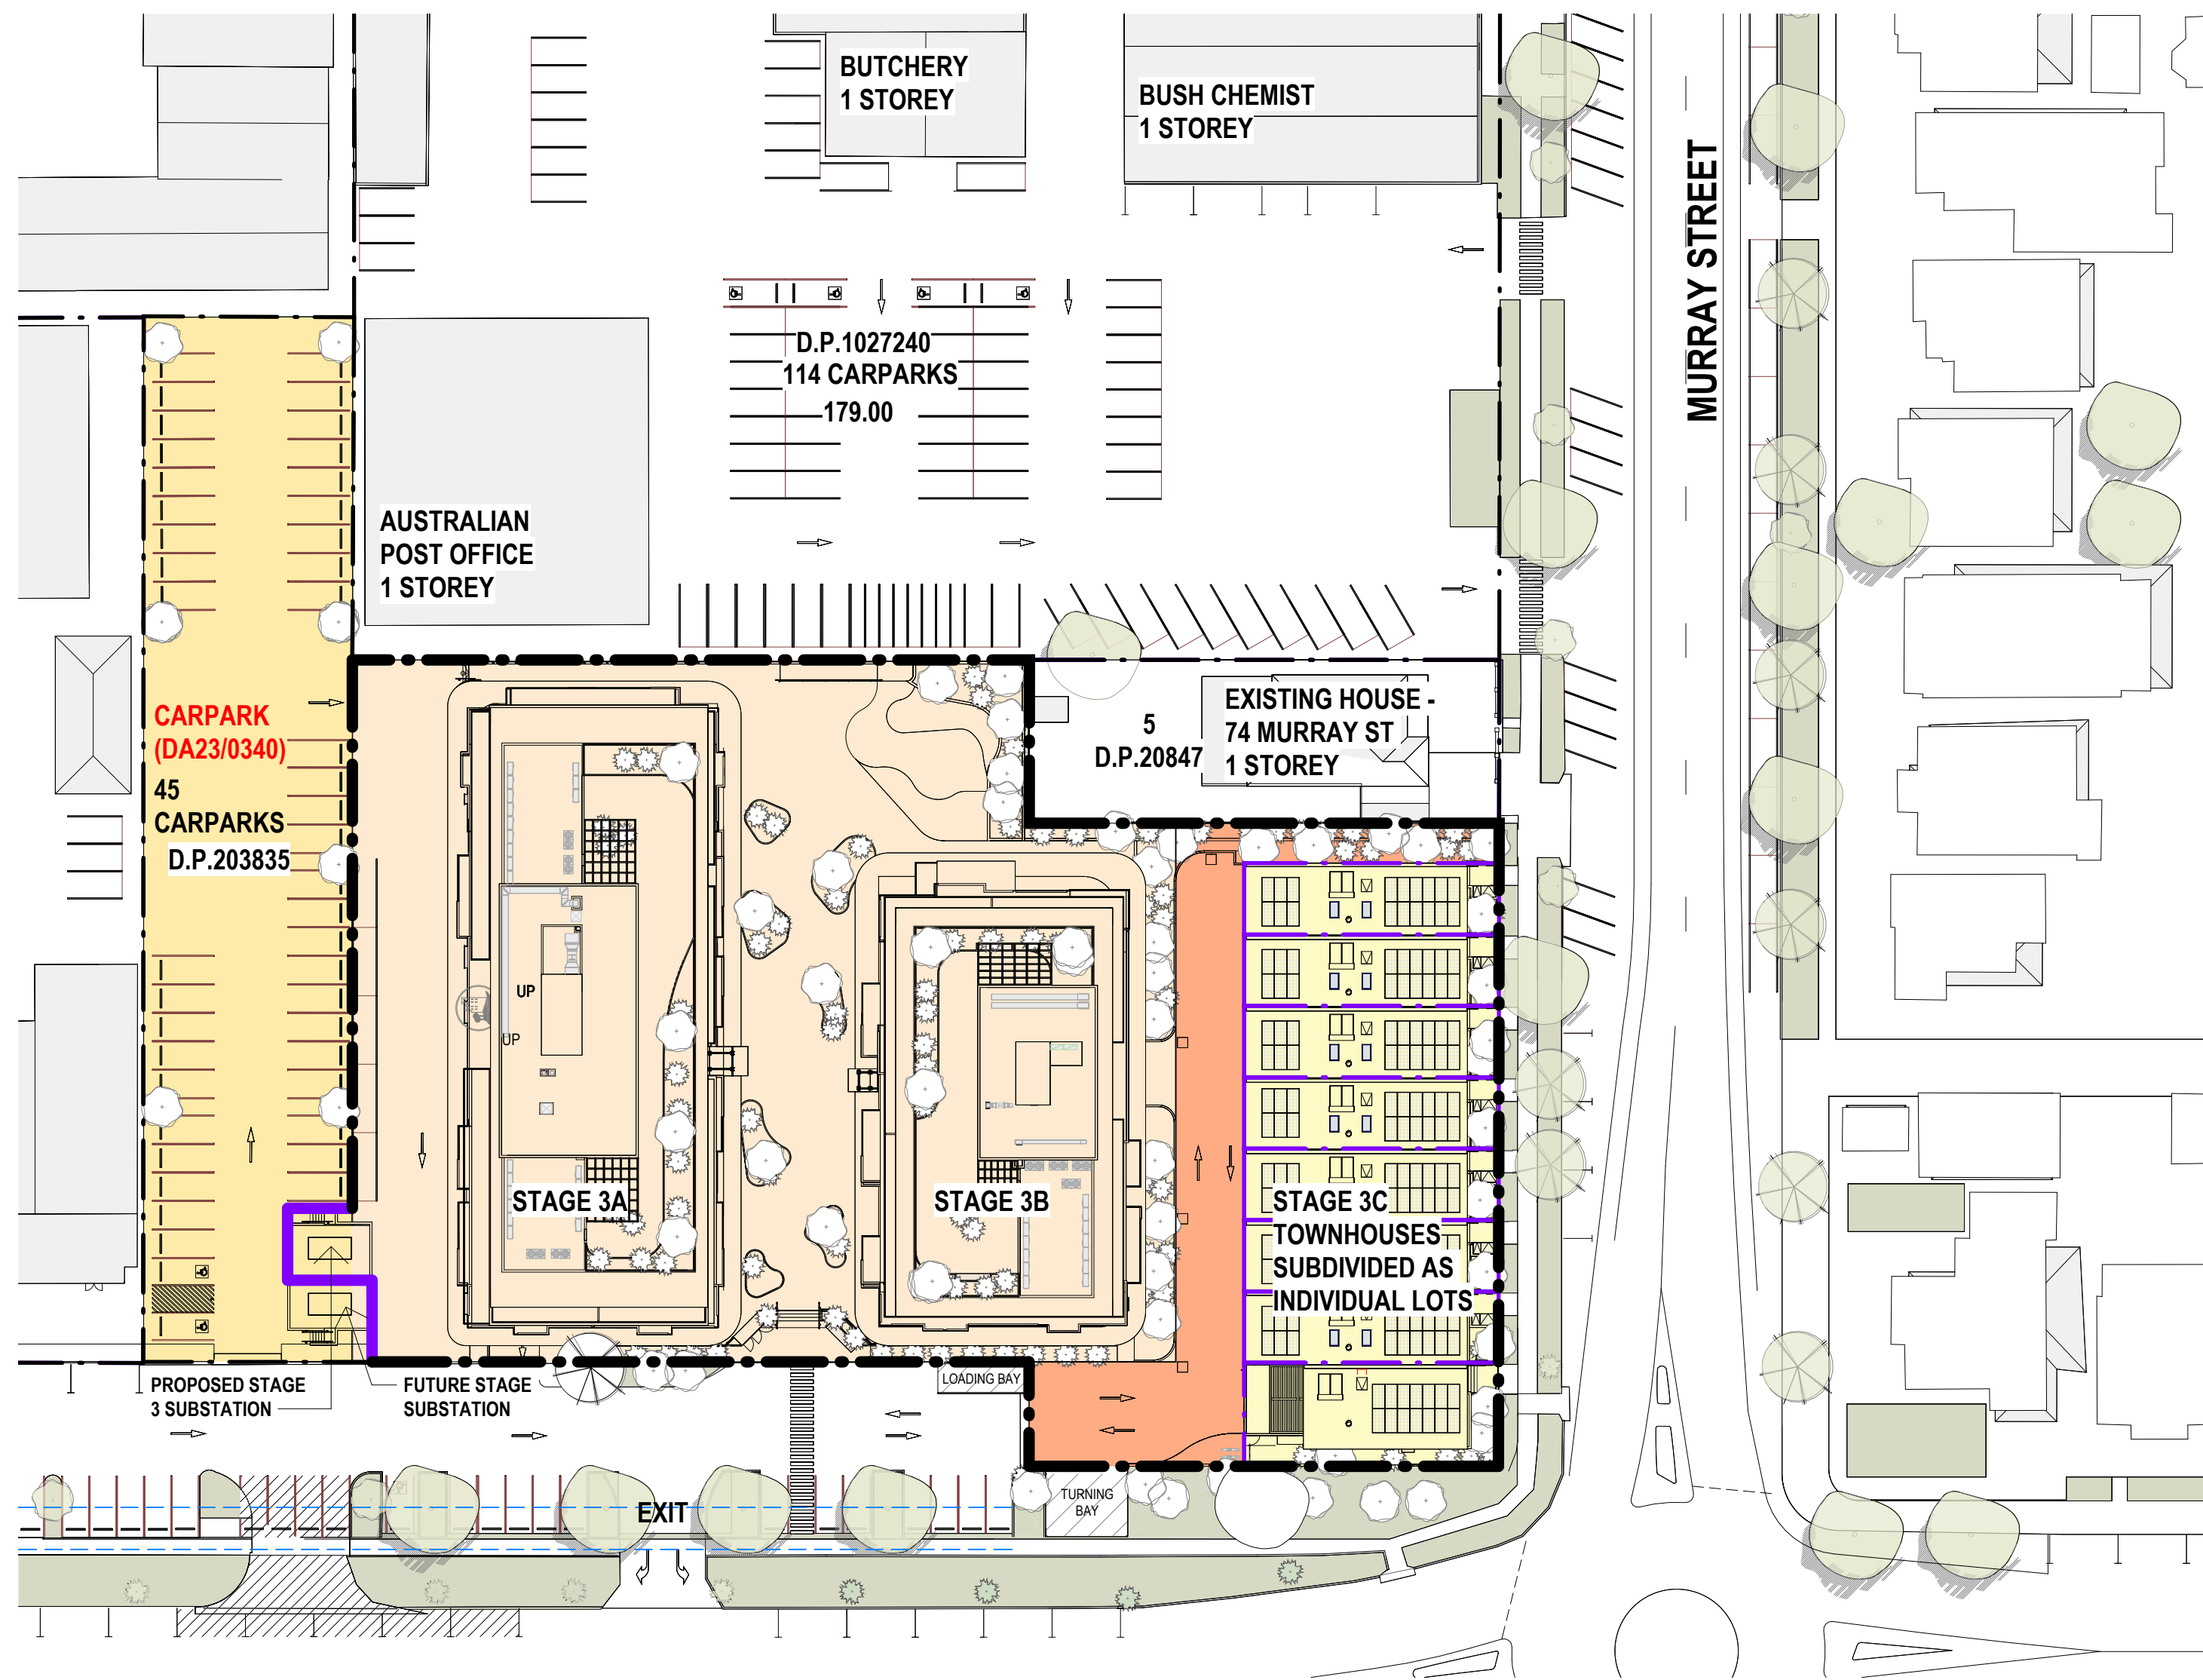 BUTCHERY
1 STOREY
BUSH CHEMIST
1 STOREY
MURRAY STREET
D.P.1027240
114 CARPARKS
179.00
AUSTRALIAN
POST OFFICE
1 STOREY
CARPARK
(DA23/0340)
45
CARPARKS
D.P.203835
5
D.P.20847
EXISTING HOUSE -
74 MURRAY ST
1 STOREY
UP
UP
STAGE 3A
STAGE 3B
STAGE 3C
TOWNHOUSES
SUBDIVIDED AS
INDIVIDUAL LOTS
PROPOSED STAGE
3 SUBSTATION
FUTURE STAGE
SUBSTATION
LOADING BAY
TURNING
BAY
EXIT